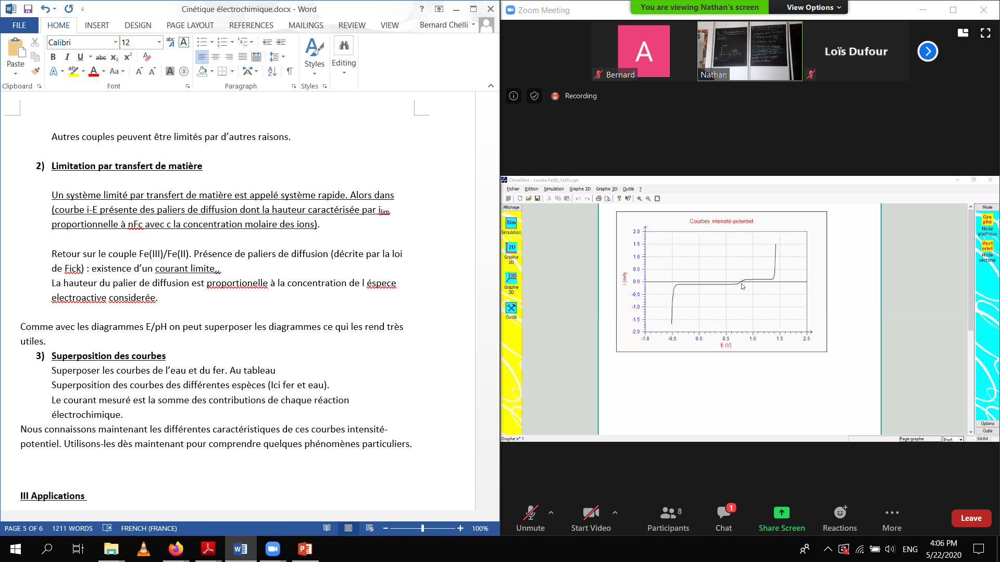 Cinétique électrochimique.docx - Word
FILE
HOME
INSERT
DESIGN
PAGE LAYOUT
REFERENCES
MAILINGS
REVIEW
VIEW
Bernard Chelli
Calibri
12
Paste
Styles
Editing
Clipboard
Font
Paragraph
Styles
Autres couples peuvent être limités par d’autres raisons.
2) Limitation par transfert de matière
Un système limité par transfert de matière est appelé système rapide. Alors dans
(courbe i-E présente des paliers de diffusion dont la hauteur caractérisée par ilim
proportionnelle à nFc avec c la concentration molaire des ions).
Retour sur le couple Fe(III)/Fe(II). Présence de paliers de diffusion (décrite par la loi
de Fick) : existence d’un courant limite..
La hauteur du palier de diffusion est proportionelle à la concentration de l éspece
electroactive considerée.
Comme avec les diagrammes E/pH on peut superposer les diagrammes ce qui les rend très
utiles.
3) Superposition des courbes
Superposer les courbes de l’eau et du fer. Au tableau
Superposition des courbes des différentes espèces (Ici fer et eau).
Le courant mesuré est la somme des contributions de chaque réaction
électrochimique.
Nous connaissons maintenant les différentes caractéristiques de ces courbes intensité-
potentiel. Utilisons-les dès maintenant pour comprendre quelques phénomènes particuliers.
III Applications
PAGE 5 OF 6
1211 WORDS
FRENCH (FRANCE)
100%
Zoom Meeting
You are viewing Nathan's screen
View Options
A
Bernard
Nathan
Loïs Dufour
Recording
ChimGéné - courbe Fe(III)_Fe(II).cgn
Fichier Edition Simulation Graphe 2D Graphe 3D Outils ?
Affichage
Sim
Simulation
2D
Graphe
2D
3D
Graphe
3D
Outils
Courbes intensité-potentiel
2.0
1.5
1.0
0.5
0.0
-0.5
-1.0
-1.5
-2.0
i (mA)
-1.0 -0.5 0.0 0.5 1.0 1.5 2.0
E (V)
Mode
Gra
phe
Mode
graphique
Vect
oriel
Mode
vectoriel
Options
Outils
Graphe n° 1
Page graphe
Prof.
NUM
Unmute
Start Video
8
Participants
1
Chat
Share Screen
Reactions
More
Leave
ENG
4:06 PM
5/22/2020